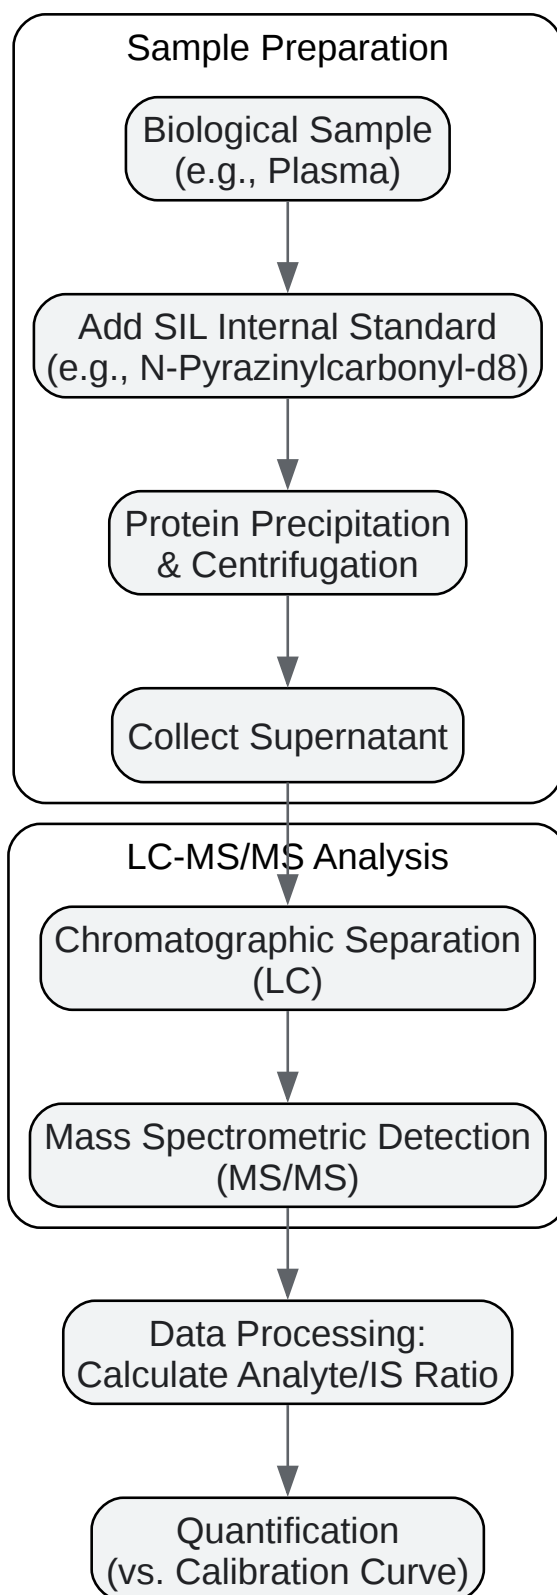 Sample Preparation
Biological Sample
(e.g., Plasma)
Add SIL Internal Standard
(e.g., N-Pyrazinylcarbonyl-d8)
Protein Precipitation
& Centrifugation
Collect Supernatant
LC-MS/MS Analysis
Chromatographic Separation
(LC)
Mass Spectrometric Detection
(MS/MS)
Data Processing:
Calculate Analyte/IS Ratio
Quantification
(vs. Calibration Curve)